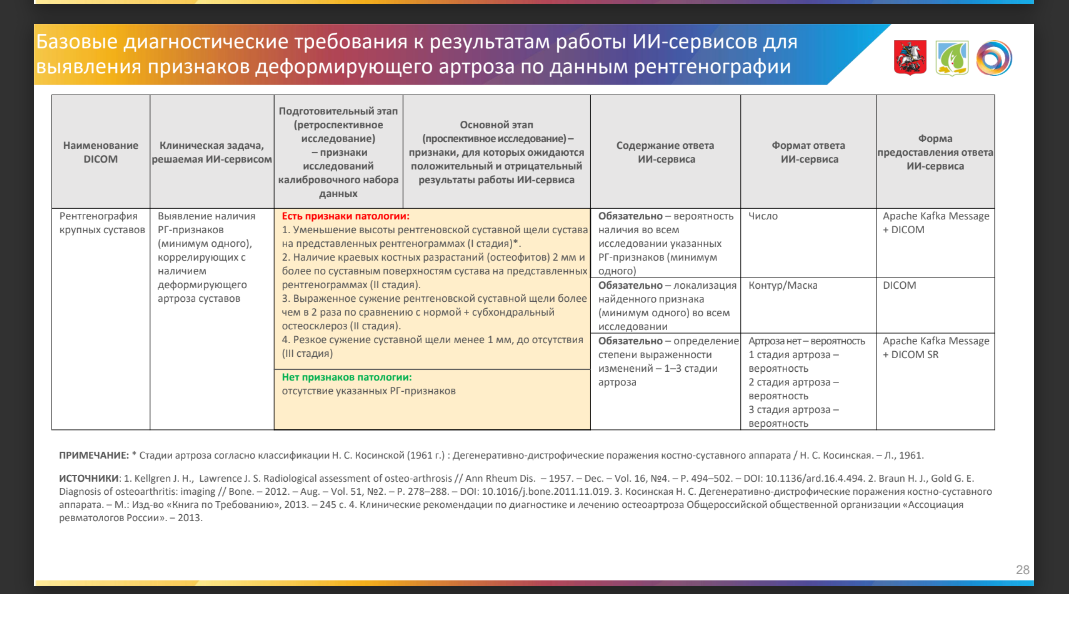 Базовые диагностические требования к результатам работы ИИ-сервисов для
выявления признаков деформирующего артроза по данным рентгенографии
Наименование
DICOM
Клиническая задача,
решаемая ИИ-сервисом
Подготовительный этап
(ретроспективное
исследование)
– признаки
исследований
калибровочного набора
данных
Основной этап
(проспективное исследование) –
признаки, для которых ожидаются
положительный и отрицательный
результаты работы ИИ-сервиса
Содержание ответа
ИИ-сервиса
Формат ответа
ИИ-сервиса
Форма
предоставления ответа
ИИ-сервиса
Рентгенография
крупных суставов
Выявление наличия
РГ-признаков
(минимум одного),
коррелирующих с
наличием
деформирующего
артроза суставов
Есть признаки патологии:
1. Уменьшение высоты рентгеновской суставной щели сустава
на представленных рентгенограммах (I стадия)*.
2. Наличие краевых костных разрастаний (остеофитов) 2 мм и
более по суставным поверхностям сустава на представленных
рентгенограммах (II стадия).
3. Выраженное сужение рентгеновской суставной щели более
чем в 2 раза по сравнению с нормой + субхондральный
остеосклероз (II стадия).
4. Резкое сужение суставной щели менее 1 мм, до отсутствия
(III стадия)
Нет признаков патологии:
отсутствие указанных РГ-признаков
Обязательно – вероятность
наличия во всем
исследовании указанных
РГ-признаков (минимум
одного)
Число
Apache Kafka Message
+ DICOM
Обязательно – локализация
найденного признака
(минимум одного) во всем
исследовании
Контур/Маска
DICOM
Обязательно – определение
степени выраженности
изменений – 1–3 стадии
артроза
Артроза нет – вероятность
1 стадия артроза –
вероятность
2 стадия артроза –
вероятность
3 стадия артроза –
вероятность
Apache Kafka Message
+ DICOM SR
ПРИМЕЧАНИЕ: * Стадии артроза согласно классификации Н. С. Косинской (1961 г.) : Дегенеративно-дистрофические поражения костно-суставного аппарата / Н. С. Косинская. – Л., 1961.
ИСТОЧНИКИ: 1. Kellgren J. H., Lawrence J. S. Radiological assessment of osteo-arthrosis // Ann Rheum Dis. – 1957. – Dec. – Vol. 16, №4. – P. 494–502. – DOI: 10.1136/ard.16.4.494. 2. Braun H. J., Gold G. E.
Diagnosis of osteoarthritis: imaging // Bone. – 2012. – Aug. – Vol. 51, №2. – P. 278–288. – DOI: 10.1016/j.bone.2011.11.019. 3. Косинская Н. С. Дегенеративно-дистрофические поражения костно-суставного
аппарата. – М.: Изд-во «Книга по Требованию», 2013. – 245 с. 4. Клинические рекомендации по диагностике и лечению остеоартроза Общероссийской общественной организации «Ассоциация
ревматологов России». – 2013.
28